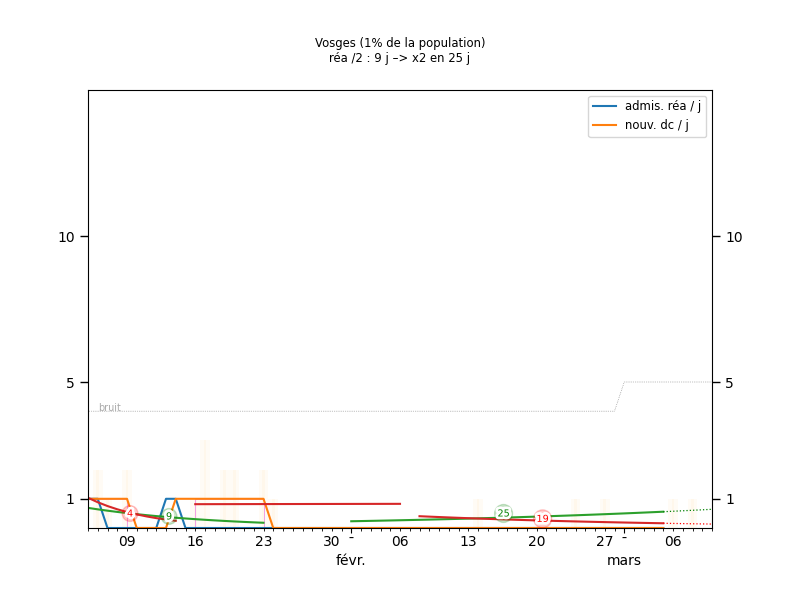 Vosges (1% de la population)
réa /2 : 9 j –> x2 en 25 j
admis. réa / j
nouv. dc / j
10 10
5 5
bruit
1 1
4 9 25 19
09 16 23 30 06 13 20 27 06
févr. mars